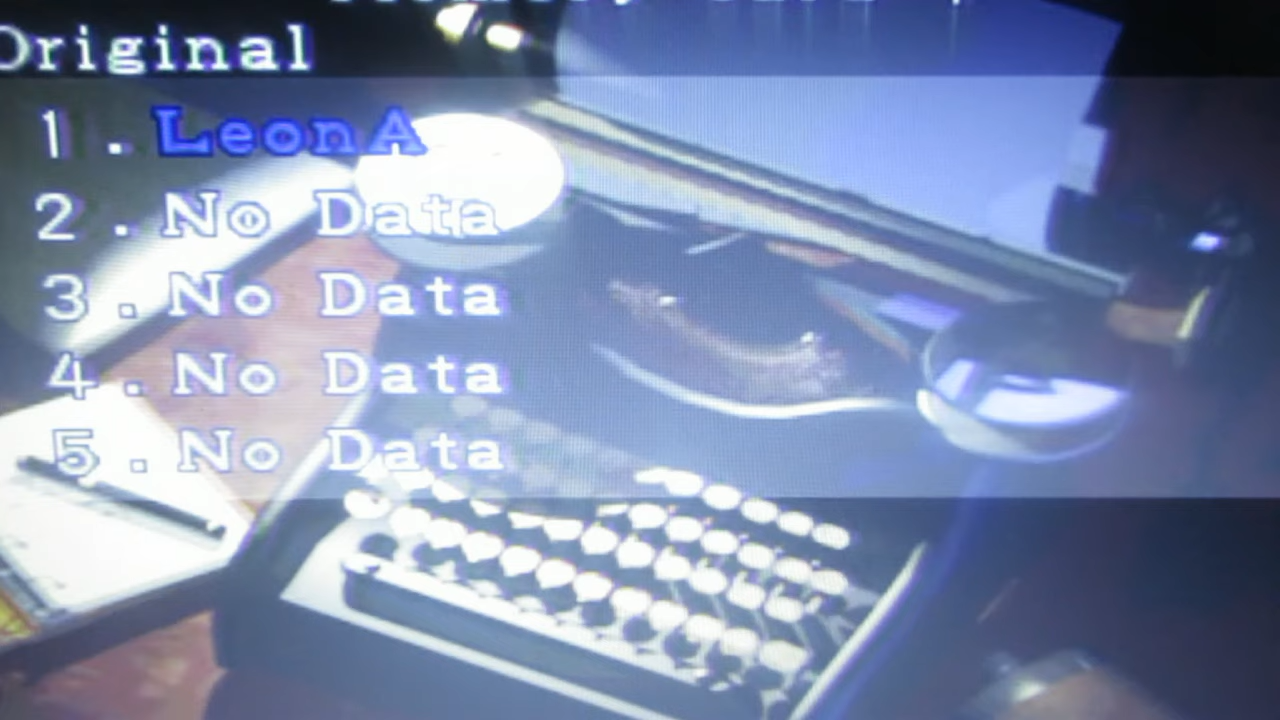 Original
1.LeonA
2.No Data
3.No Data
4.No Data
5.No Data